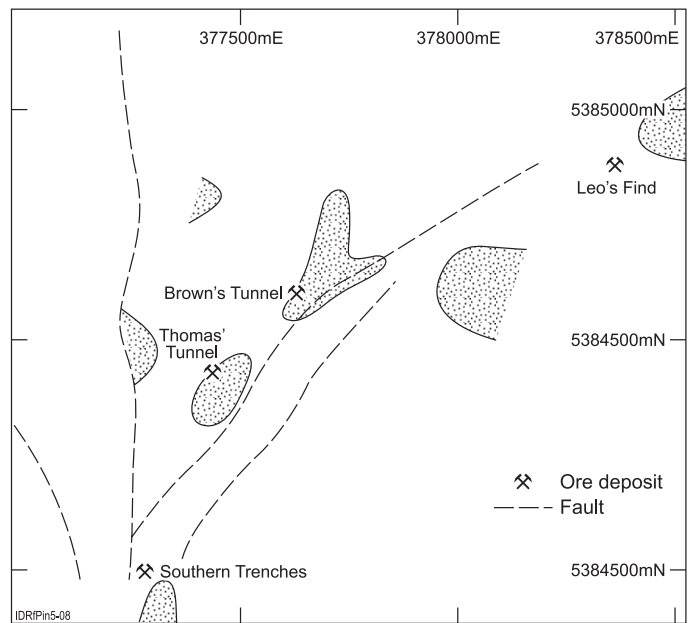 377500mE 378000mE 378500mE
5385000mN
Leo's Find
Brown's Tunnel
Thomas'
Tunnel
5384500mN
Ore deposit
Fault
Southern Trenches
5384500mN
IDRfPin5-08